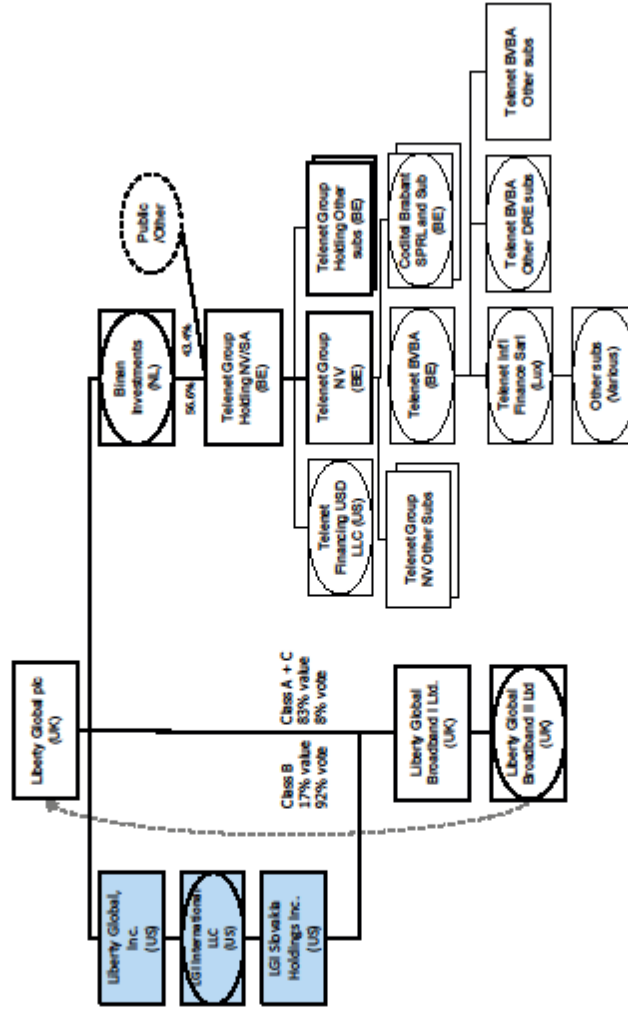 Liberty Global plc
(UK)
Liberty Global,
Inc.
(US)
LGI International
LLC
(US)
LGI Slovakia
Holdings Inc.
(US)
Class B
17% value
92% vote
Class A + C
83% value
8% vote
Liberty Global
Broadband I Ltd.
(UK)
Liberty Global
Broadband II Ltd
(UK)
Binan
Investments
(NL)
Public
/Other
56.6%
43.4%
Telenet Group
Holding NV/SA
(BE)
Telenet
Financing USD
LLC (US)
Telenet Group
NV
(BE)
Telenet Group
Holding Other
subs (BE)
Telenet Group
NV Other Subs
Telenet BVBA
(BE)
Coditel Brabant
SPRL and Sub
(BE)
Telenet Int'l
Finance Sarl
(Lux)
Telenet BVBA
Other DRE subs
Telenet BVBA
Other subs
Other subs
(Various)